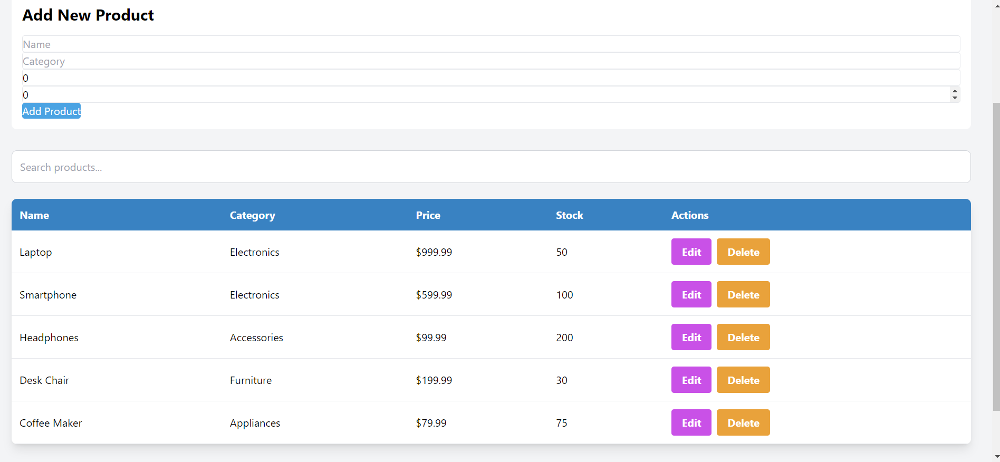 Add New Product
Name
Category
0
0
Add Product
Search products...
Name Category Price Stock Actions
Laptop Electronics $999.99 50 Edit Delete
Smartphone Electronics $599.99 100 Edit Delete
Headphones Accessories $99.99 200 Edit Delete
Desk Chair Furniture $199.99 30 Edit Delete
Coffee Maker Appliances $79.99 75 Edit Delete